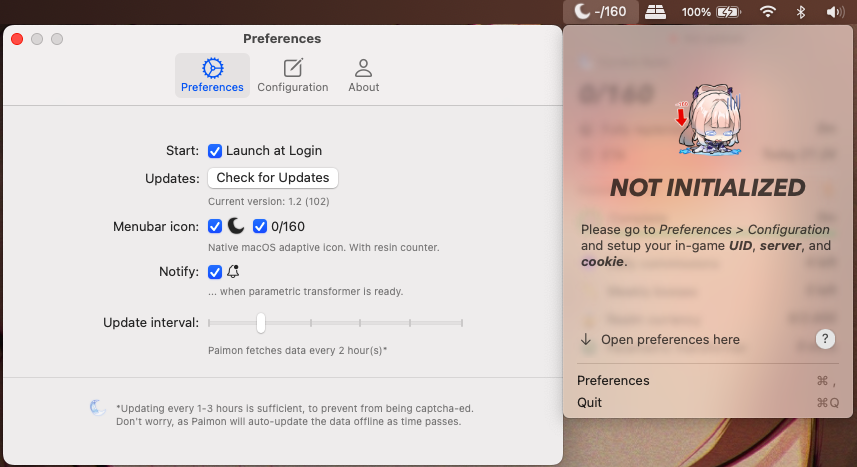 -/160
100%
Preferences
Preferences
Configuration
About
Start:
Launch at Login
Updates:
Check for Updates
Current version: 1.2 (102)
Menubar icon:
0/160
Native macOS adaptive icon. With resin counter.
Notify:
... when parametric transformer is ready.
Update interval:
Paimon fetches data every 2 hour(s)*
*Updating every 1-3 hours is sufficient, to prevent from being captcha-ed.
Don't worry, as Paimon will auto-update the data offline as time passes.
0/160
NOT INITIALIZED
Please go to Preferences > Configuration
and setup your in-game UID, server, and
cookie.
↓ Open preferences here
?
Preferences
⌘ ,
Quit
⌘Q